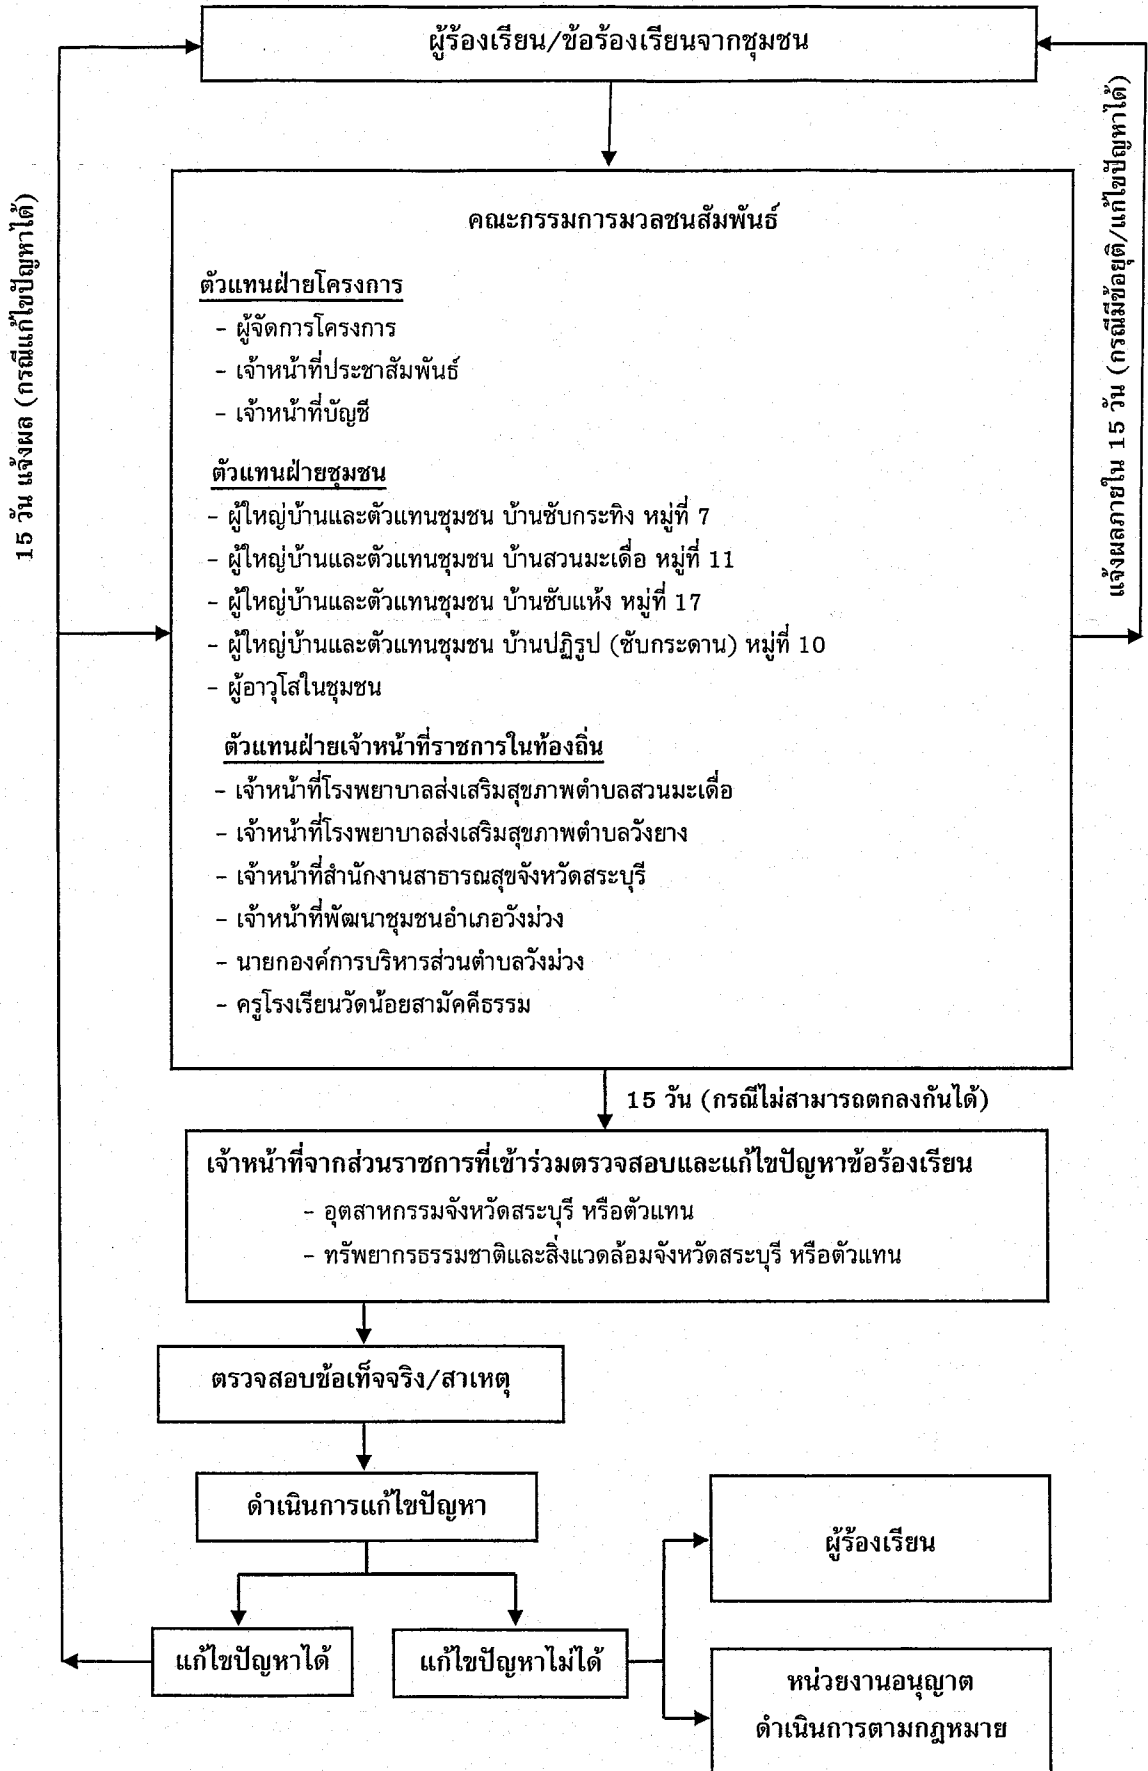 ผู้ร้องเรียน/ข้อร้องเรียนจากชุมชน
15 วัน แจ้งผล (กรณีแก้ไขปัญหาได้)
แจ้งผลภายใน 15 วัน (กรณีมีข้อยุติ/แก้ไขปัญหาได้)
คณะกรรมการมวลชนสัมพันธ์
ตัวแทนฝ่ายโครงการ
- ผู้จัดการโครงการ
- เจ้าหน้าที่ประชาสัมพันธ์
- เจ้าหน้าที่บัญชี
ตัวแทนฝ่ายชุมชน
- ผู้ใหญ่บ้านและตัวแทนชุมชน บ้านซับกระทิง หมู่ที่ 7
- ผู้ใหญ่บ้านและตัวแทนชุมชน บ้านสวนมะเดื่อ หมู่ที่ 11
- ผู้ใหญ่บ้านและตัวแทนชุมชน บ้านซับแห้ง หมู่ที่ 17
- ผู้ใหญ่บ้านและตัวแทนชุมชน บ้านปฏิรูป (ซับกระดาน) หมู่ที่ 10
- ผู้อาวุโสในชุมชน
ตัวแทนฝ่ายเจ้าหน้าที่ราชการในท้องถิ่น
- เจ้าหน้าที่โรงพยาบาลส่งเสริมสุขภาพตำบลสวนมะเดื่อ
- เจ้าหน้าที่โรงพยาบาลส่งเสริมสุขภาพตำบลวังยาง
- เจ้าหน้าที่สำนักงานสาธารณสุขจังหวัดสระบุรี
- เจ้าหน้าที่พัฒนาชุมชนอำเภอวังม่วง
- นายกองค์การบริหารส่วนตำบลวังม่วง
- ครูโรงเรียนวัดน้อยสามัคคีธรรม
15 วัน (กรณีไม่สามารถตกลงกันได้)
เจ้าหน้าที่จากส่วนราชการที่เข้าร่วมตรวจสอบและแก้ไขปัญหาข้อร้องเรียน
- อุตสาหกรรมจังหวัดสระบุรี หรือตัวแทน
- ทรัพยากรธรรมชาติและสิ่งแวดล้อมจังหวัดสระบุรี หรือตัวแทน
ตรวจสอบข้อเท็จจริง/สาเหตุ
ดำเนินการแก้ไขปัญหา
ผู้ร้องเรียน
แก้ไขปัญหาได้
แก้ไขปัญหาไม่ได้
หน่วยงานอนุญาต
ดำเนินการตามกฎหมาย